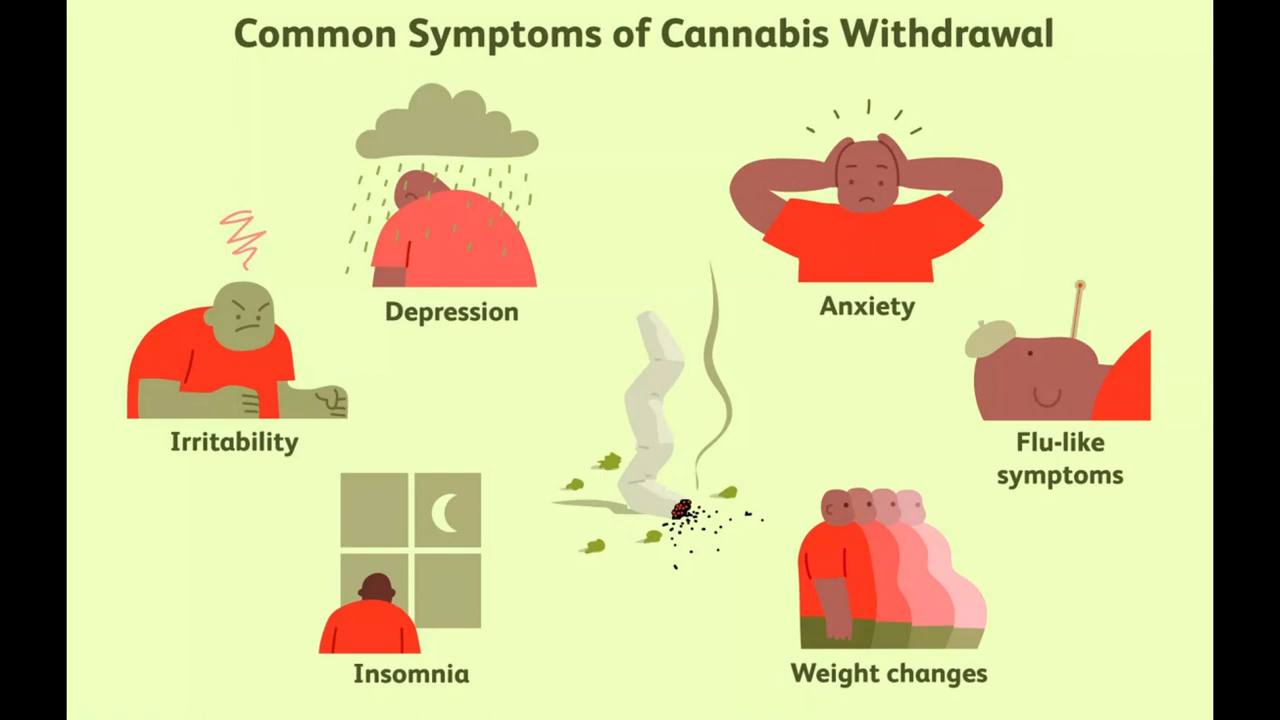 Common Symptoms of Cannabis Withdrawal
Depression
Anxiety
Irritability
Flu-like
symptoms
Insomnia
Weight changes